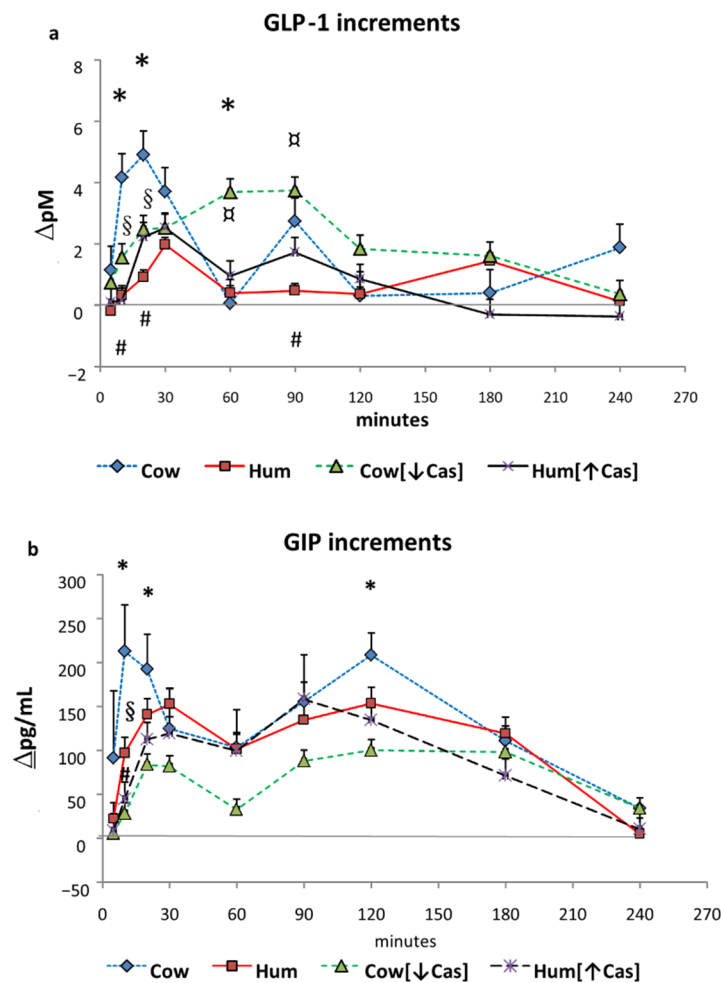 a
GLP-1 increments
8
6
4
2
0
−2
ΔpM
*
*
*
¤
§
§
¤
#
#
#
0 30 60 90 120 150 180 210 240 270
minutes
Cow Hum Cow[↓Cas] Hum[↑Cas]
b
GIP increments
300
250
200
150
100
50
0
−50
Δpg/mL
*
*
*
§
#
0 30 60 90 120 150 180 210 240 270
minutes
Cow Hum Cow[↓Cas] Hum[↑Cas]